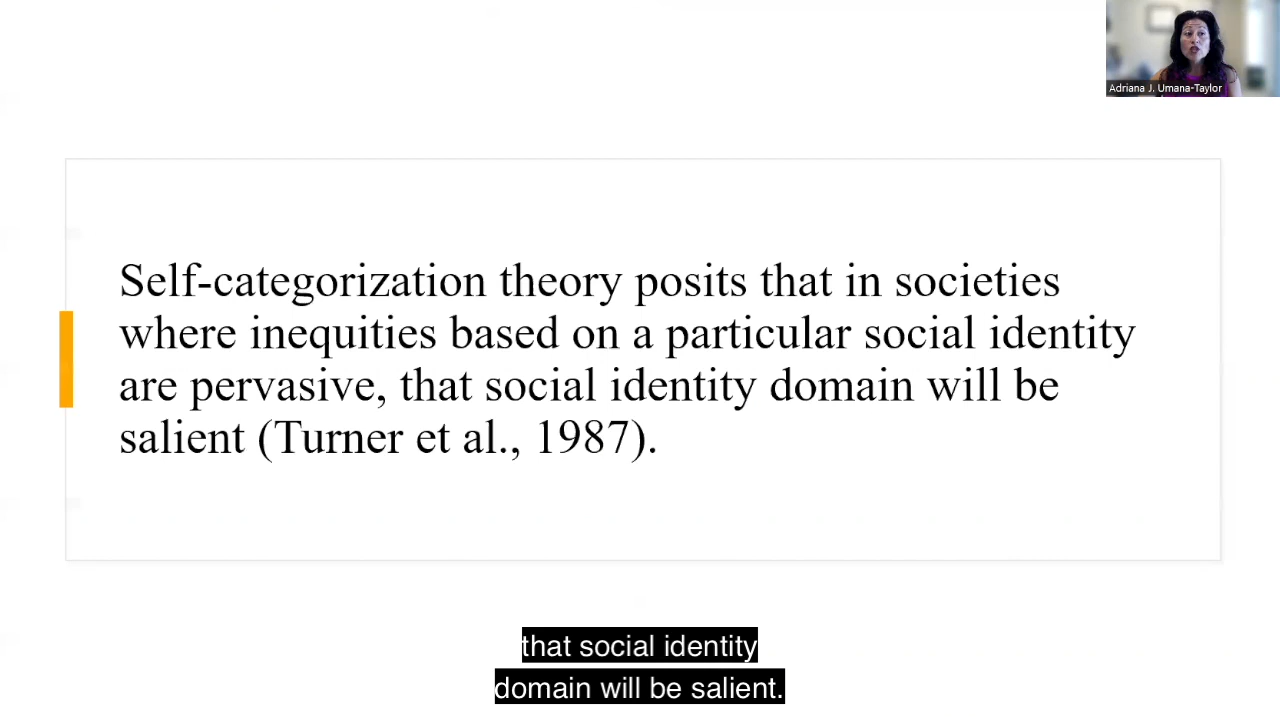 Adriana J. Umana-Taylor
Self-categorization theory posits that in societies
where inequities based on a particular social identity
are pervasive, that social identity domain will be
salient (Turner et al., 1987).
that social identity
domain will be salient.